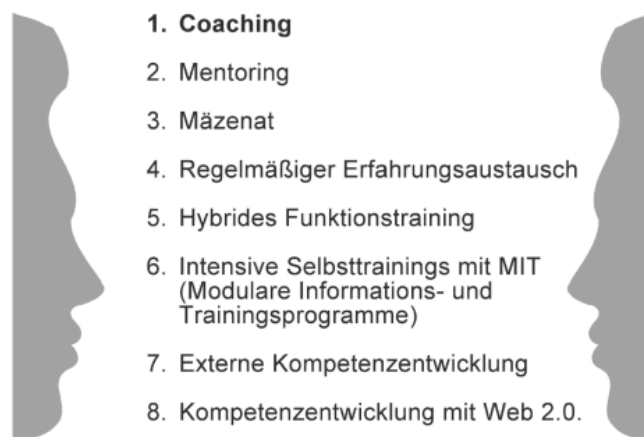 1. Coaching
2. Mentoring
3. Mäzenat
4. Regelmäßiger Erfahrungsaustausch
5. Hybrides Funktionstraining
6. Intensive Selbsttrainings mit MIT
(Modulare Informations- und
Trainingsprogramme)
7. Externe Kompetenzentwicklung
8. Kompetenzentwicklung mit Web 2.0.